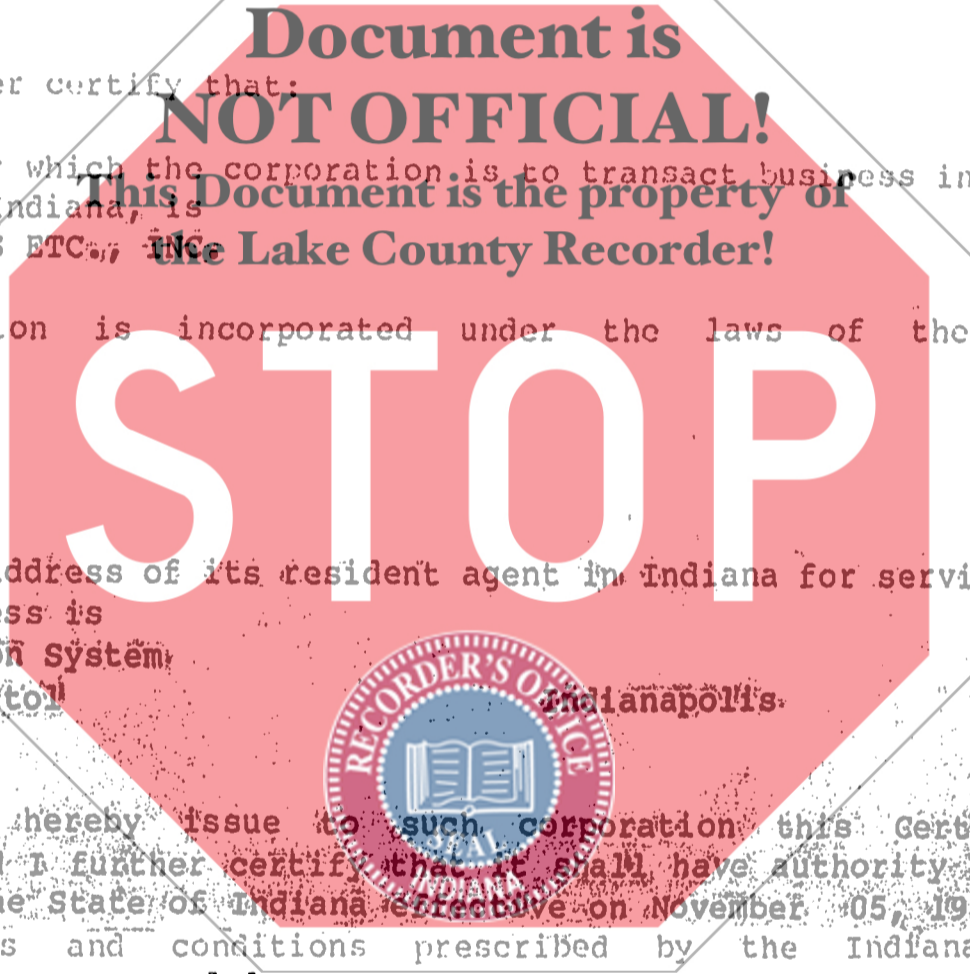 Document is
er certify that:
NOT OFFICIAL!
which the corporation is to transact business in
This Document is the property of
Indiana, is
S ETC., INC.
the Lake County Recorder!
on is incorporated under the laws of the
STOP
address of its resident agent in Indiana for servi
ess is
n System
tol Indianapolis
RECORDER'S OFFICE
hereby issue to such corporation this Cert
SEAL
I further certify that it shall have authority
INDIANA
he State of Indiana effective on November 05, 19
s and conditions prescribed by the Indiana